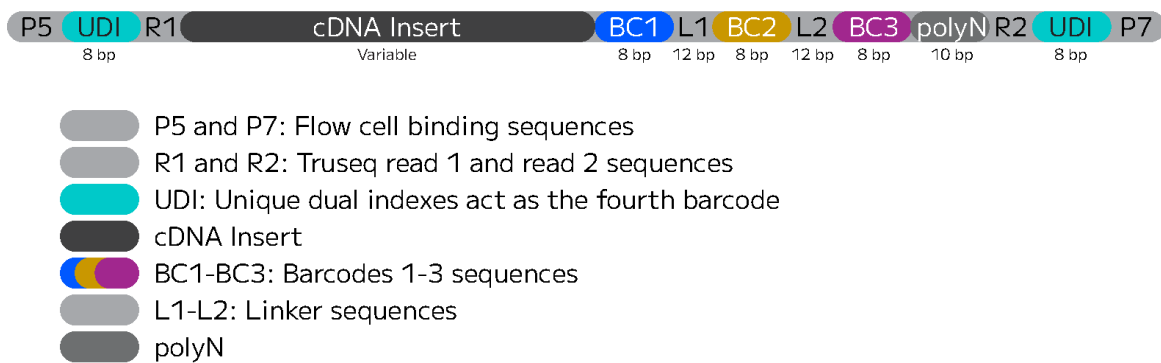 P5 UDI R1 cDNA Insert BC1 L1 BC2 L2 BC3 polyN R2 UDI P7
8 bp Variable 8 bp 12 bp 8 bp 12 bp 8 bp 10 bp 8 bp
P5 and P7: Flow cell binding sequences
R1 and R2: Truseq read 1 and read 2 sequences
UDI: Unique dual indexes act as the fourth barcode
cDNA Insert
BC1-BC3: Barcodes 1-3 sequences
L1-L2: Linker sequences
polyN